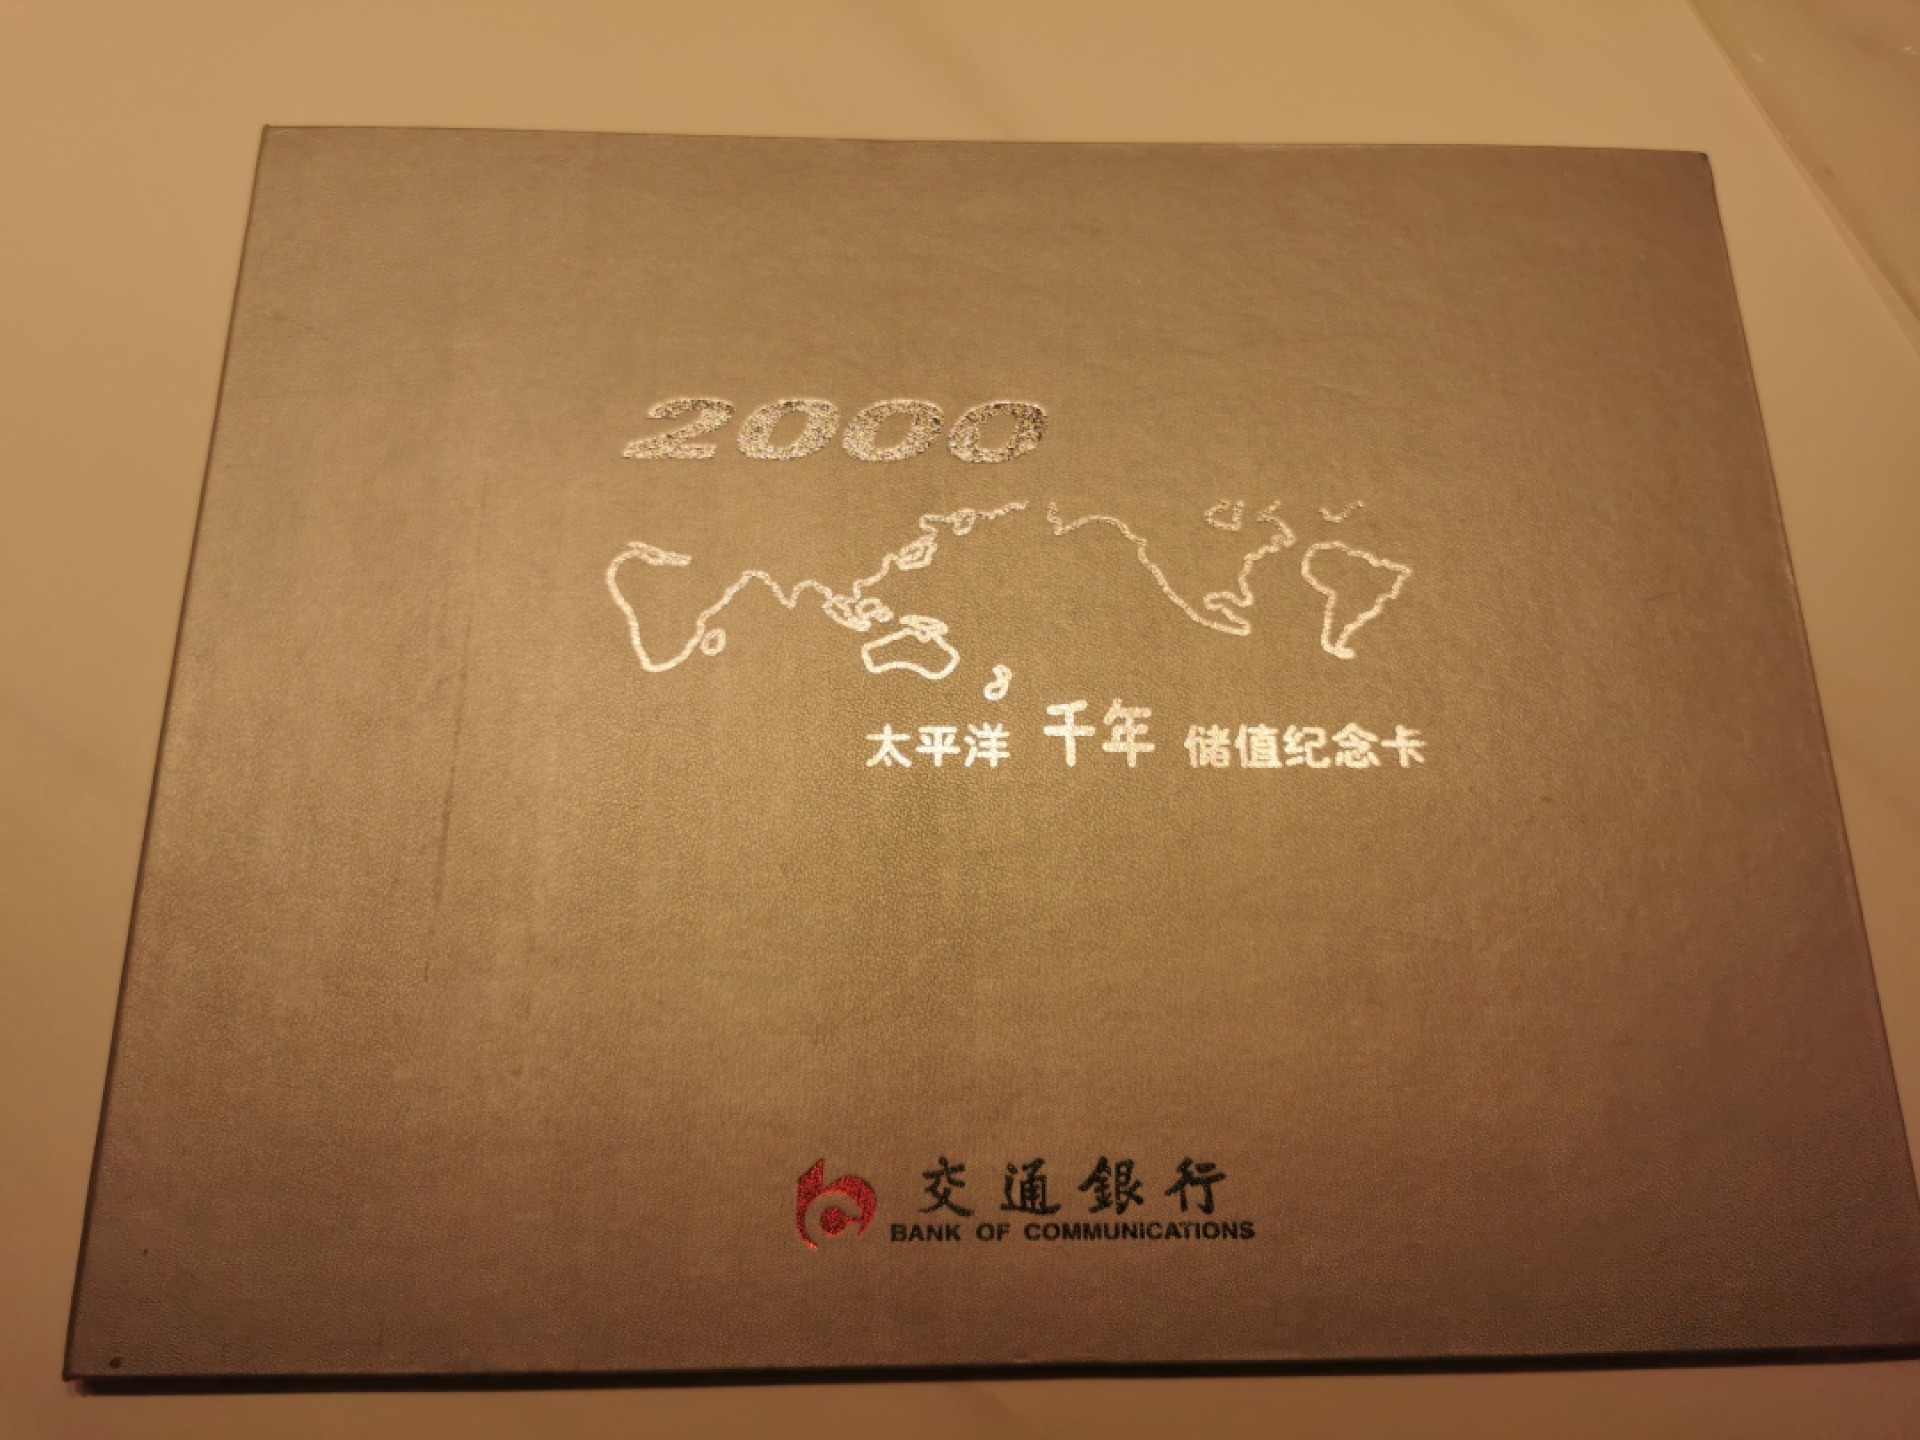 2000
太平洋 千年 储值纪念卡
交通銀行
BANK OF COMMUNICATIONS